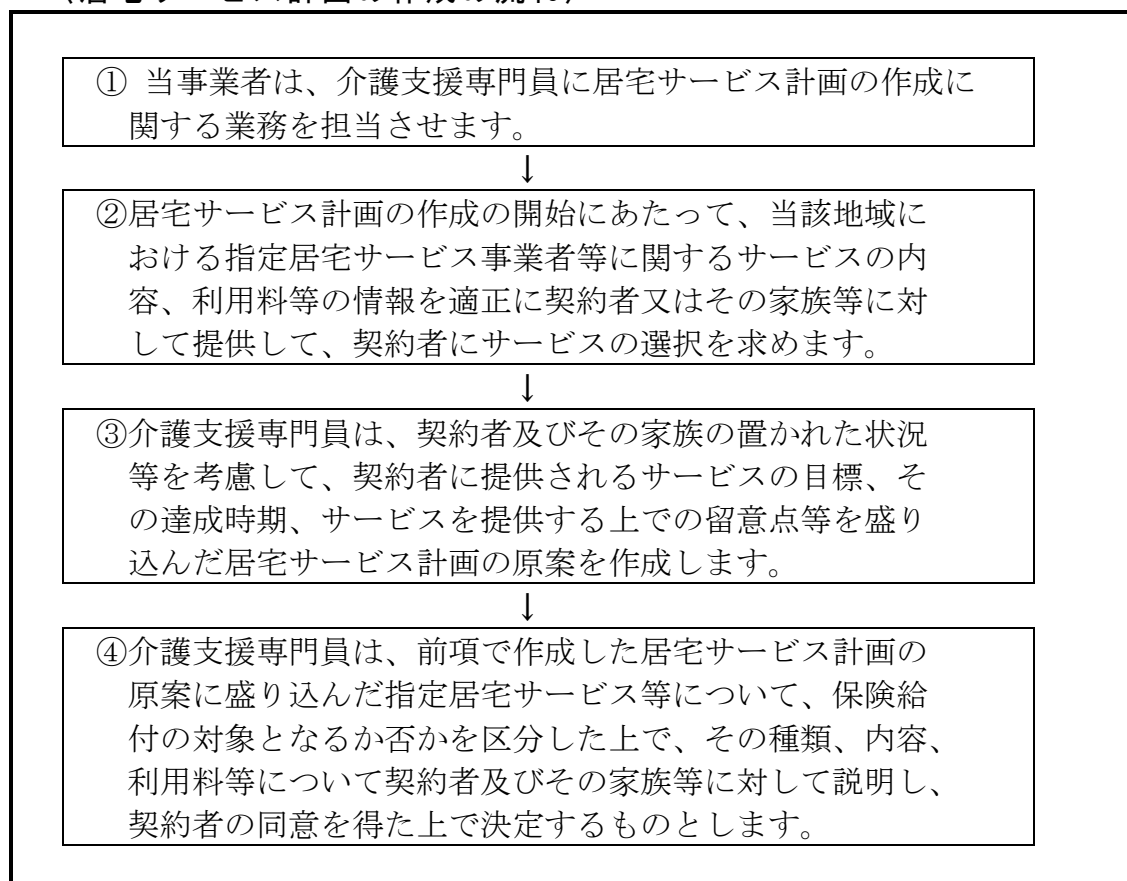 ① 当事業者は、介護支援専門員に居宅サービス計画の作成に
関する業務を担当させます。
↓
②居宅サービス計画の作成の開始にあたって、当該地域に
おける指定居宅サービス事業者等に関するサービスの内
容、利用料等の情報を適正に契約者又はその家族等に対
して提供して、契約者にサービスの選択を求めます。
↓
③介護支援専門員は、契約者及びその家族の置かれた状況
等を考慮して、契約者に提供されるサービスの目標、そ
の達成時期、サービスを提供する上での留意点等を盛り
込んだ居宅サービス計画の原案を作成します。
↓
④介護支援専門員は、前項で作成した居宅サービス計画の
原案に盛り込んだ指定居宅サービス等について、保険給
付の対象となるか否かを区分した上で、その種類、内容、
利用料等について契約者及びその家族等に対して説明し、
契約者の同意を得た上で決定するものとします。